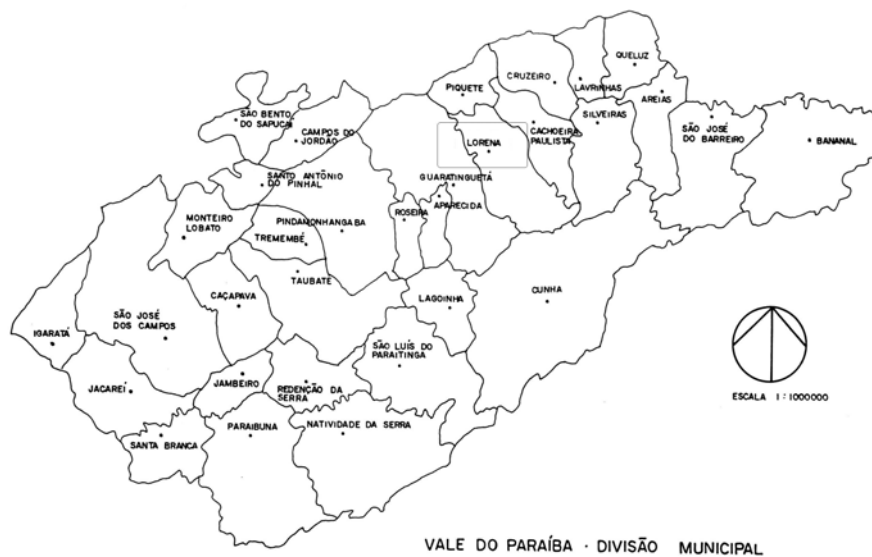 QUELUZ
CRUZEIRO
LAVRINHAS
PIQUETE
AREIAS
SÃO BENTO
DO SAPUCAÍ
CAMPOS DO
JORDÃO
CACHOEIRA
PAULISTA
SILVEIRAS
SÃO JOSÉ
DO BARREIRO
BANANAL
LORENA
SANTO ANTÔNIO
DO PINHAL
GUARATINGUETÁ
APARECIDA
ROSEIRA
MONTEIRO
LOBATO
PINDAMONHANGABA
TREMEMBÉ
TAUBATÉ
CAÇAPAVA
LAGOINHA
CUNHA
SÃO JOSÉ
DOS CAMPOS
IGARATÁ
SÃO LUÍS DO
PARAITINGA
JACAREÍ
JAMBEIRO
REDENÇÃO DA
SERRA
ESCALA 1:1000000
SANTA BRANCA
PARAIBUNA
NATIVIDADE DA SERRA
VALE DO PARAÍBA · DIVISÃO MUNICIPAL